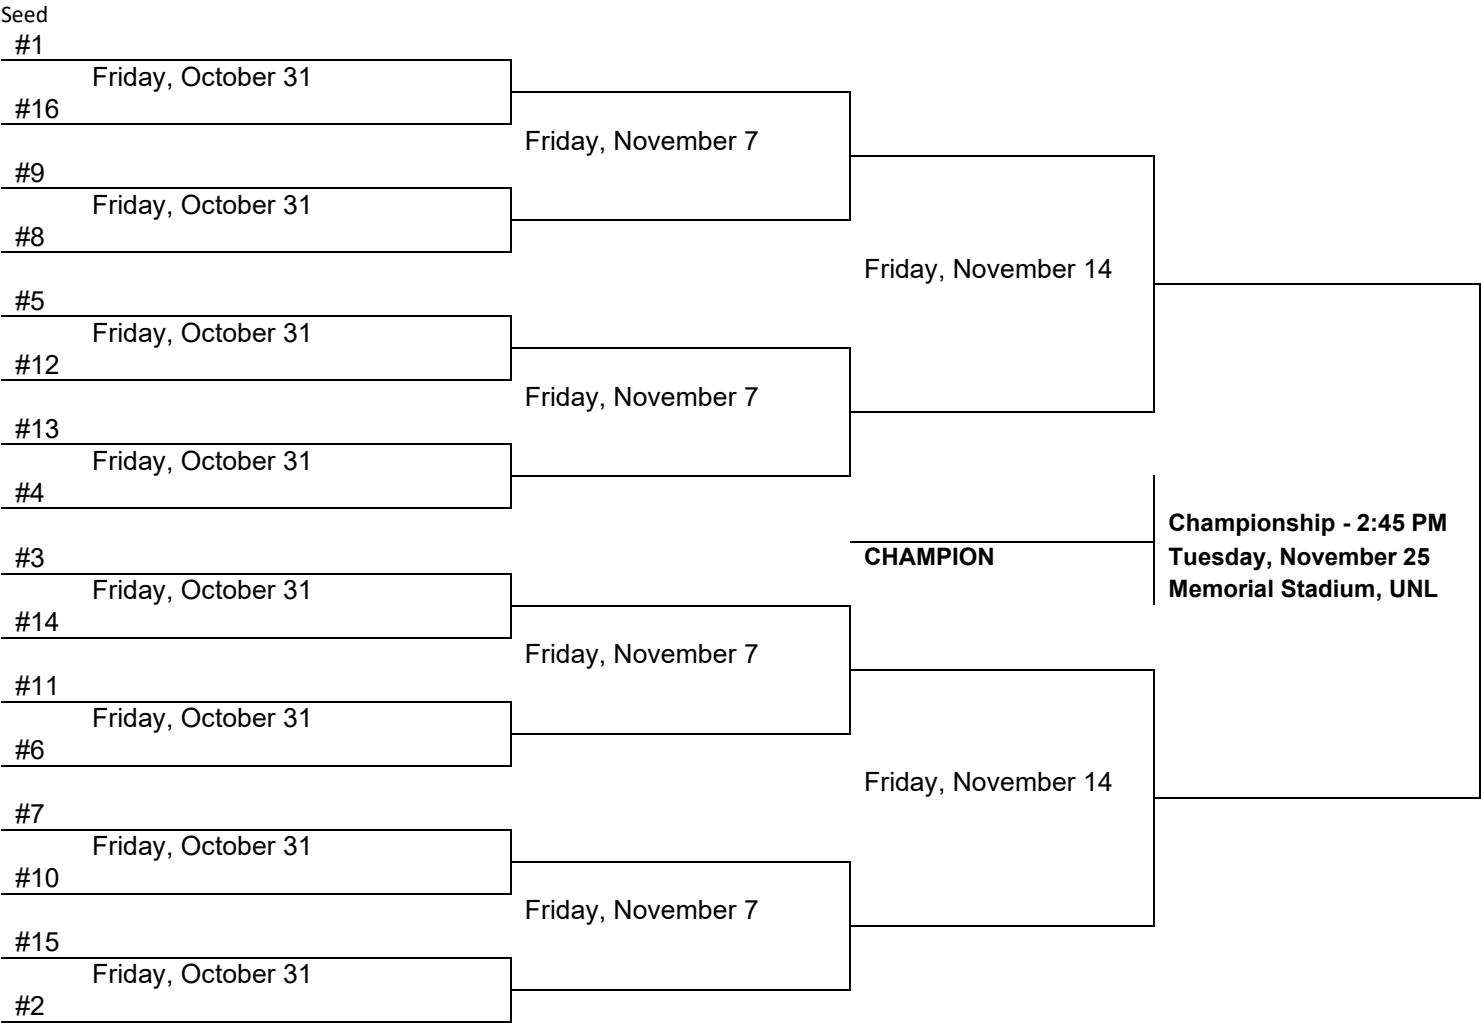 Seed
#1
Friday, October 31
#16
Friday, November 7
#9
Friday, October 31
#8
Friday, November 14
#5
Friday, October 31
#12
Friday, November 7
#13
Friday, October 31
#4
Championship - 2:45 PM
CHAMPION
Tuesday, November 25
Memorial Stadium, UNL
#3
Friday, October 31
#14
Friday, November 7
#11
Friday, October 31
#6
Friday, November 14
#7
Friday, October 31
#10
Friday, November 7
#15
Friday, October 31
#2